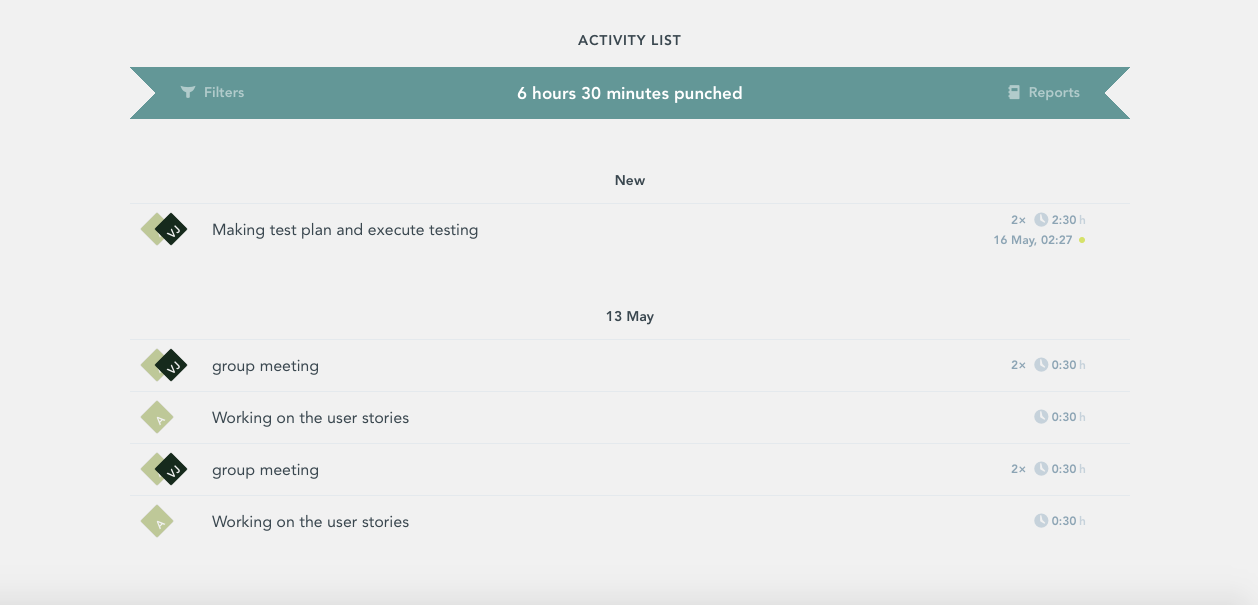 ACTIVITY LIST
Filters
6 hours 30 minutes punched
Reports
New
VJ
Making test plan and execute testing
2× 2:30 h
16 May, 02:27
13 May
VJ
group meeting
2× 0:30 h
A
Working on the user stories
0:30 h
VJ
group meeting
2× 0:30 h
A
Working on the user stories
0:30 h